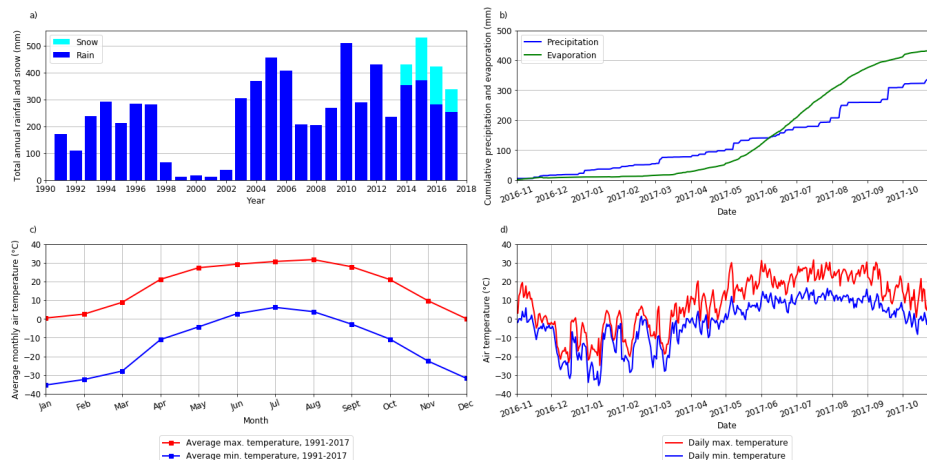 a)
Total annual rainfall and snow (mm)
500
400
300
200
100
0
Snow
Rain
1990 1992 1994 1996 1998 2000 2002 2004 2006 2008 2010 2012 2014 2016 2018
Year
b)
Cumulative precipitation and evaporation (mm)
500
400
300
200
100
0
Precipitation
Evaporation
2016-11 2016-12 2017-01 2017-02 2017-03 2017-04 2017-05 2017-06 2017-07 2017-08 2017-09 2017-10
Date
c)
Average monthly air temperature (°C)
40
30
20
10
0
−10
−20
−30
−40
Jan Feb Mar Apr May Jun Jul Aug Sept Oct Nov Dec
Month
Average max. temperature, 1991-2017
Average min. temperature, 1991-2017
d)
Air temperature (°C)
40
30
20
10
0
−10
−20
−30
−40
2016-11 2016-12 2017-01 2017-02 2017-03 2017-04 2017-05 2017-06 2017-07 2017-08 2017-09 2017-10
Date
Daily max. temperature
Daily min. temperature